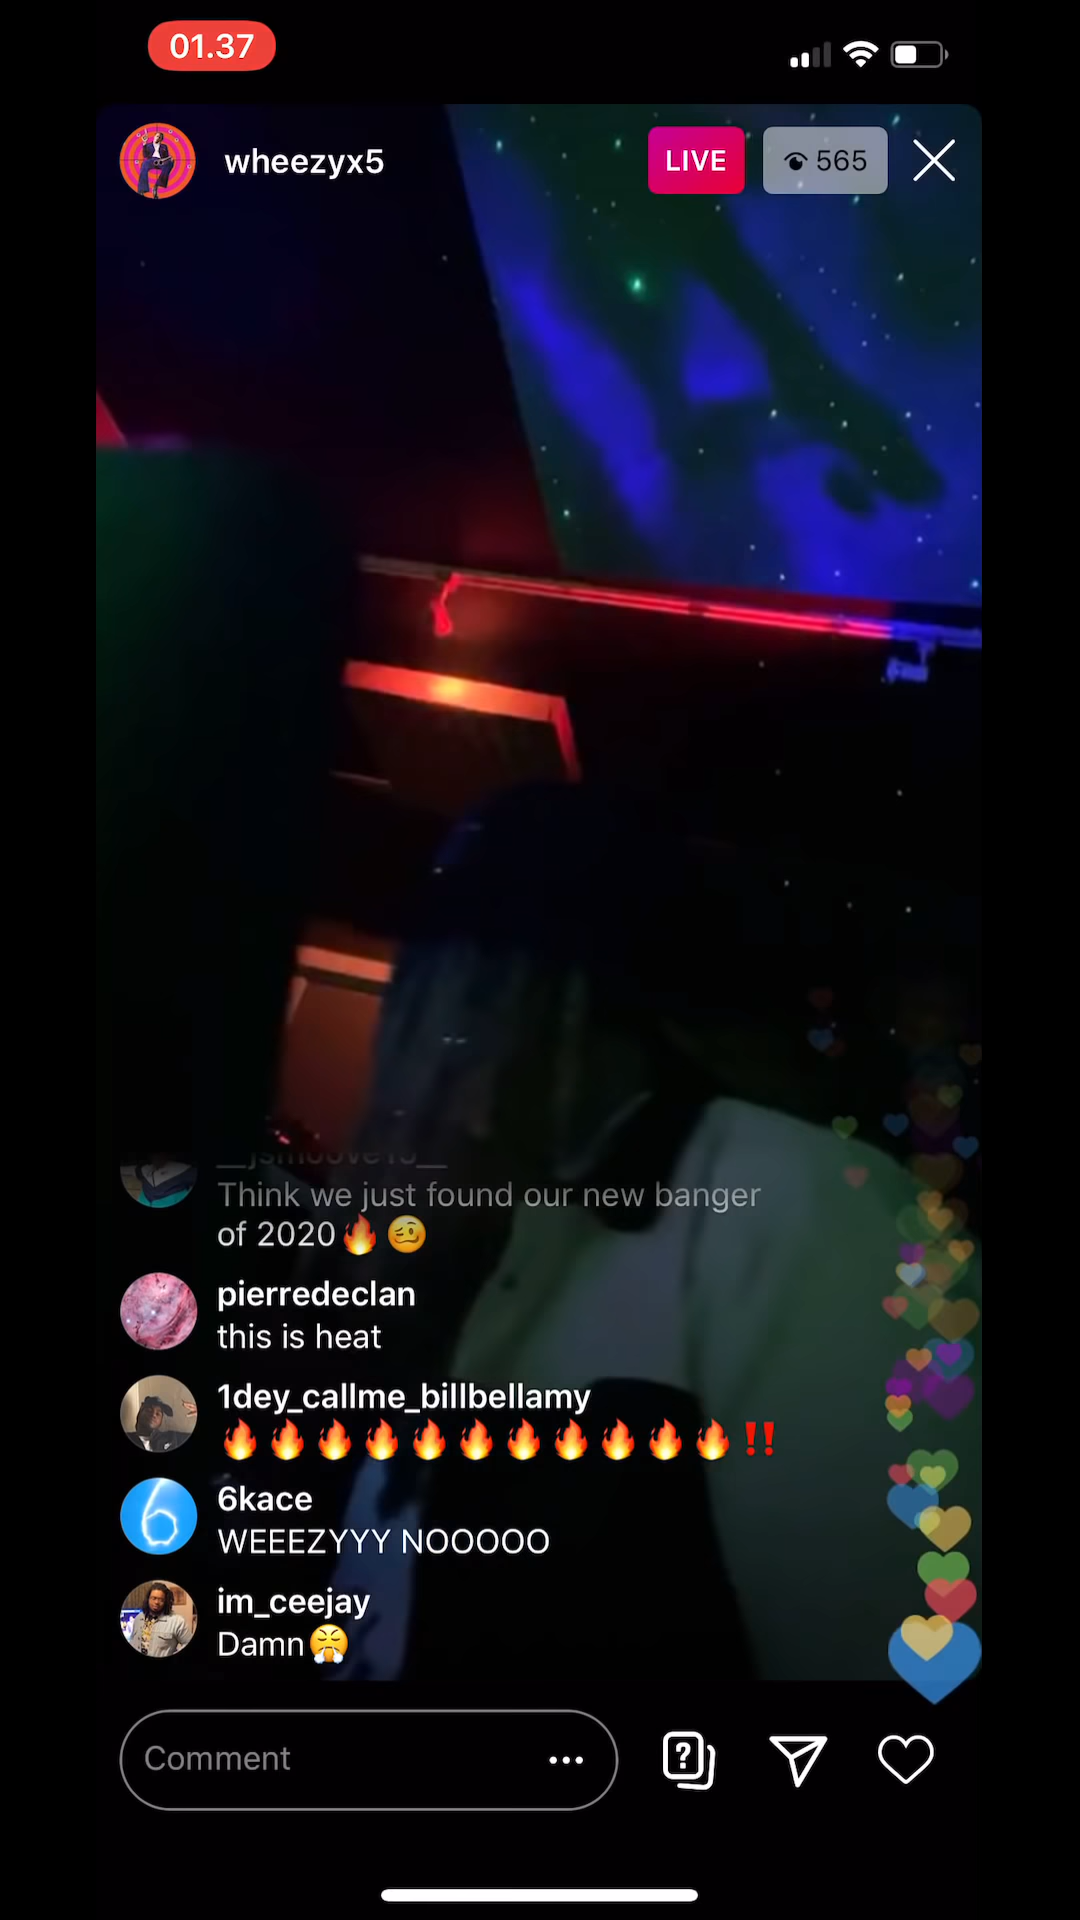 01.37
wheezyx5
LIVE
565
__jsmoove15__
Think we just found our new banger
of 2020🔥🥴
pierredeclan
this is heat
1dey_callme_billbellamy
🔥🔥🔥🔥🔥🔥🔥🔥🔥🔥🔥‼️
6kace
WEEEZYYY NOOOOO
im_ceejay
Damn😤
Comment